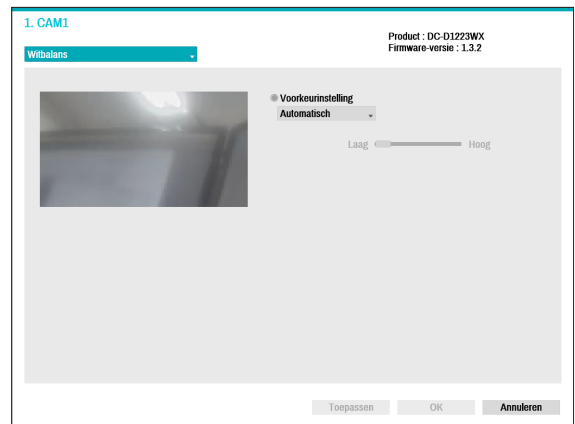 1. CAM1
Product : DC-D1223WX
Firmware-versie : 1.3.2
Witbalans
Voorkeurinstelling
Automatisch
Laag
Hoog
Toepassen
OK
Annuleren